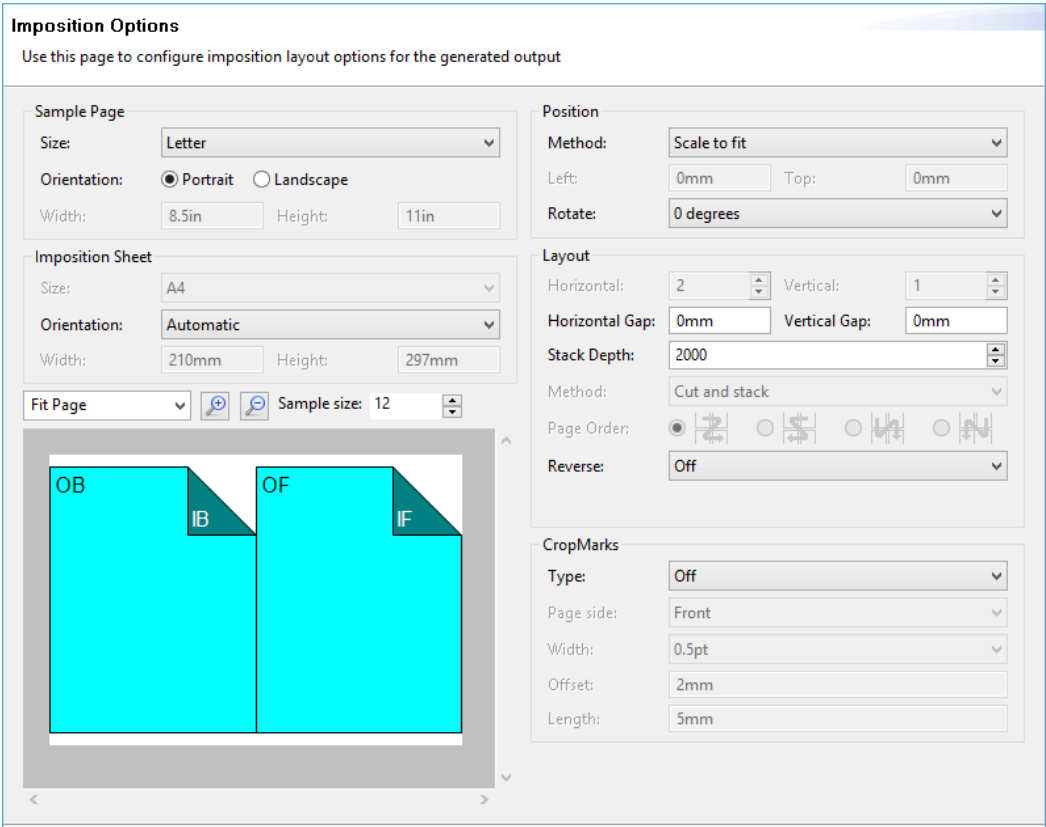 Imposition Options
Use this page to configure imposition layout options for the generated output
Sample Page
Size: Letter
Orientation: Portrait Landscape
Width: 8.5in Height: 11in
Imposition Sheet
Size: A4
Orientation: Automatic
Width: 210mm Height: 297mm
Fit Page Sample size: 12
OB IB OF IF
Position
Method: Scale to fit
Left: 0mm Top: 0mm
Rotate: 0 degrees
Layout
Horizontal: 2 Vertical: 1
Horizontal Gap: 0mm Vertical Gap: 0mm
Stack Depth: 2000
Method: Cut and stack
Page Order:
Reverse: Off
CropMarks
Type: Off
Page side: Front
Width: 0.5pt
Offset: 2mm
Length: 5mm